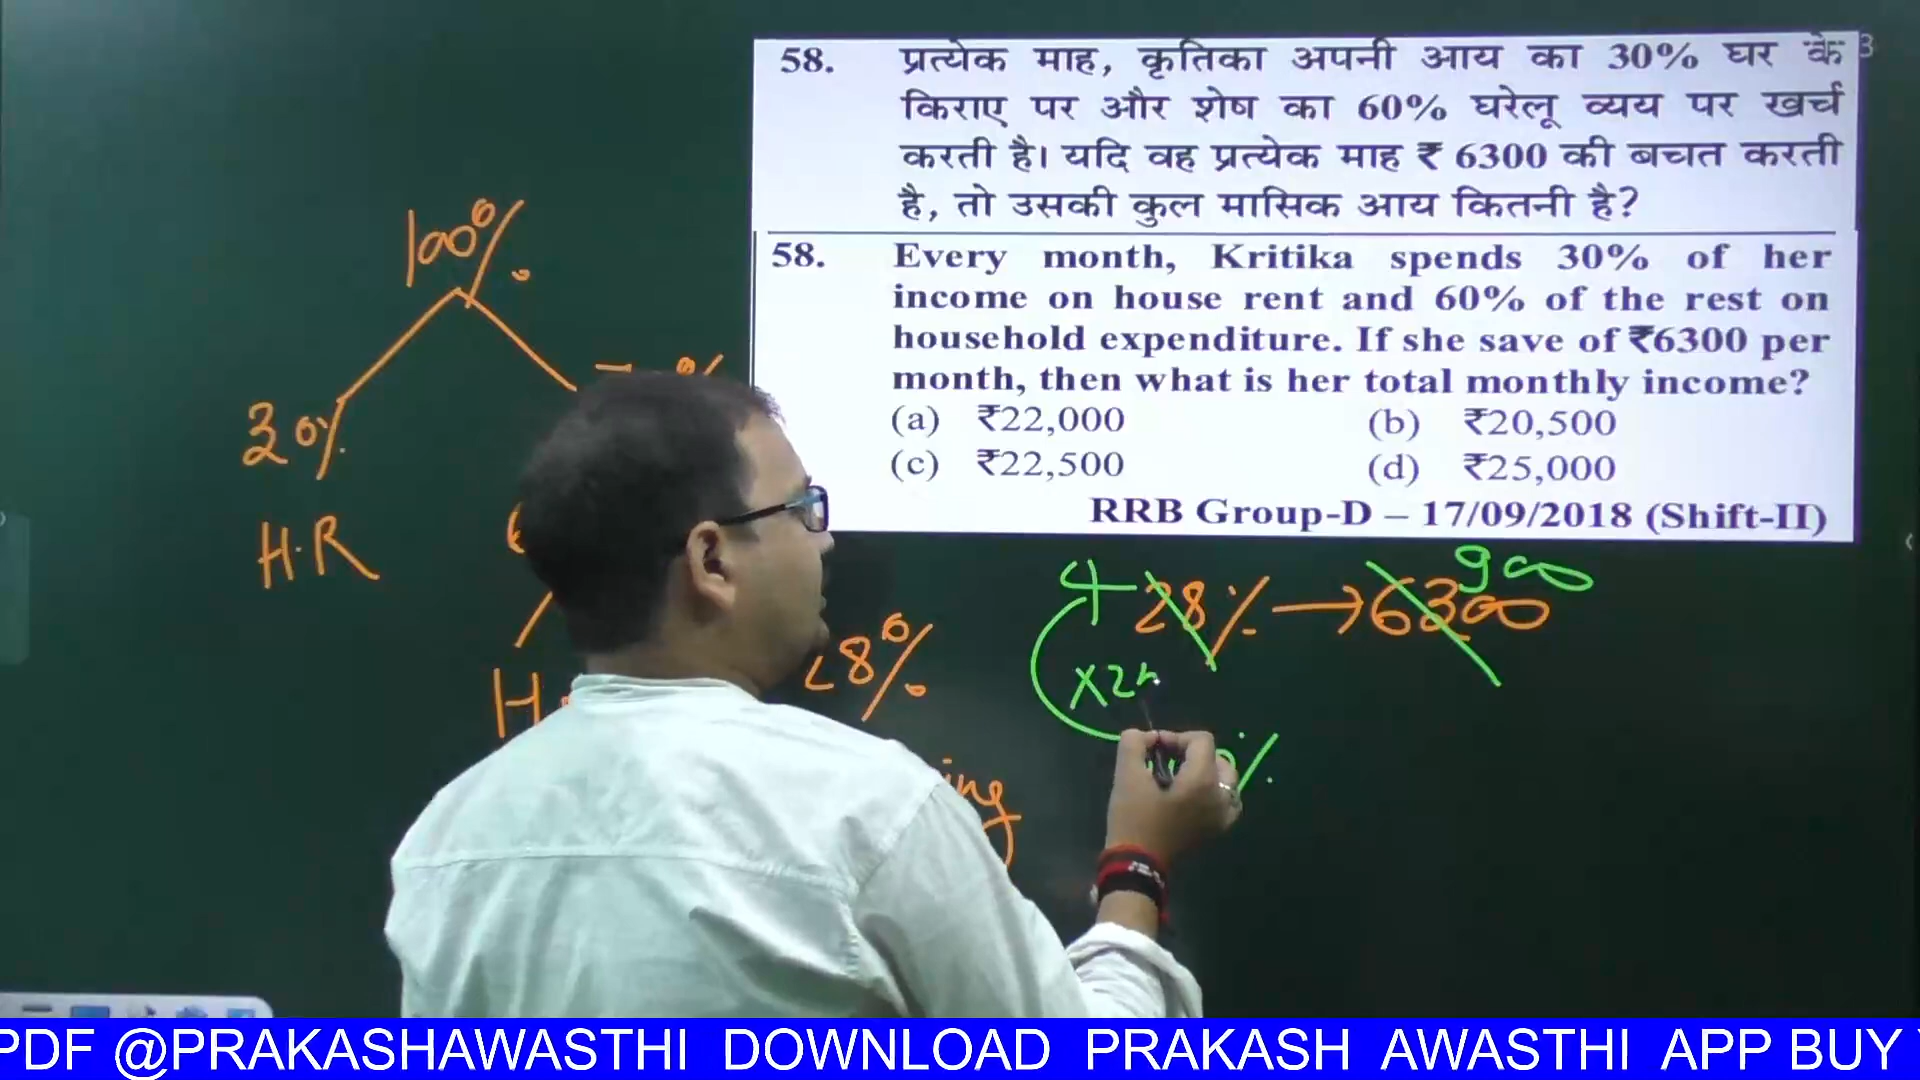 58. प्रत्येक माह, कृतिका अपनी आय का 30% घर के
किराए पर और शेष का 60% घरेलू व्यय पर खर्च
करती है। यदि वह प्रत्येक माह ₹ 6300 की बचत करती
है, तो उसकी कुल मासिक आय कितनी है?
58. Every month, Kritika spends 30% of her
income on house rent and 60% of the rest on
household expenditure. If she save of ₹6300 per
month, then what is her total monthly income?
(a) ₹22,000 (b) ₹20,500
(c) ₹22,500 (d) ₹25,000
RRB Group-D – 17/09/2018 (Shift-II)
100%
30%
H.R
H
28%
4 28% → 6300 900
PDF @PRAKASHAWASTHI DOWNLOAD PRAKASH AWASTHI APP BUY